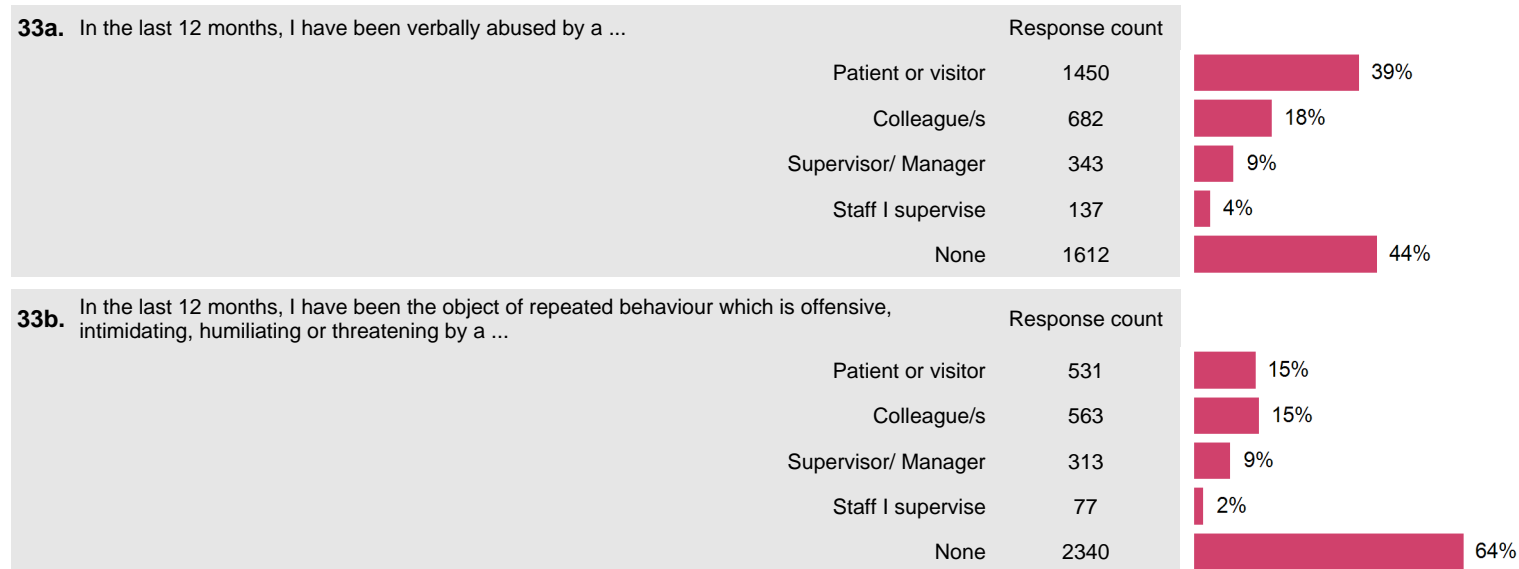 33a. In the last 12 months, I have been verbally abused by a ... Response count
Patient or visitor 1450 39%
Colleague/s 682 18%
Supervisor/ Manager 343 9%
Staff I supervise 137 4%
None 1612 44%
33b. In the last 12 months, I have been the object of repeated behaviour which is offensive,
intimidating, humiliating or threatening by a ... Response count
Patient or visitor 531 15%
Colleague/s 563 15%
Supervisor/ Manager 313 9%
Staff I supervise 77 2%
None 2340 64%